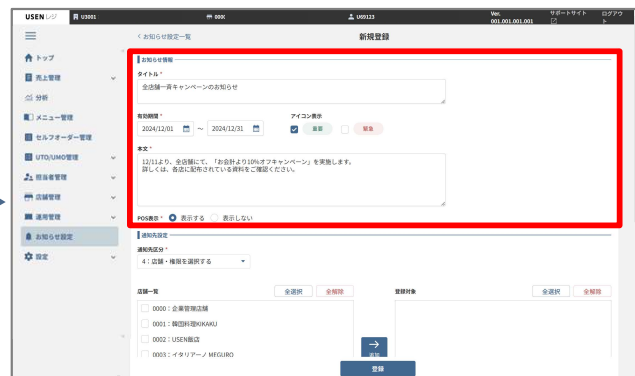 USEN レジ U3001 000K U69123 Ver. 001.001.001.001 サポートサイト ログアウト
< お知らせ設定一覧 新規登録
トップ
売上管理
分析
メニュー管理
セルフオーダー管理
UTO/UMO管理
担当者管理
店舗管理
運用管理
お知らせ設定
設定
お知らせ情報
タイトル *
全店舗一斉キャンペーンのお知らせ
有効期間 * アイコン表示
2024/12/01 ~ 2024/12/31 重要 緊急
本文 *
12/11より、全店舗にて、「お会計より10%オフキャンペーン」を実施します。
詳しくは、各店に配布されている資料をご確認ください。
POS表示 * 表示する 表示しない
通知先設定
通知先区分 *
4：店舗・権限を選択する
店舗一覧 全選択 全解除 登録対象 全選択 全解除
0000：企業管理店舗
0001：韓国料理KIKAKU
0002：USEN飯店
0003：イタリアーノ MEGURO
追加
登録